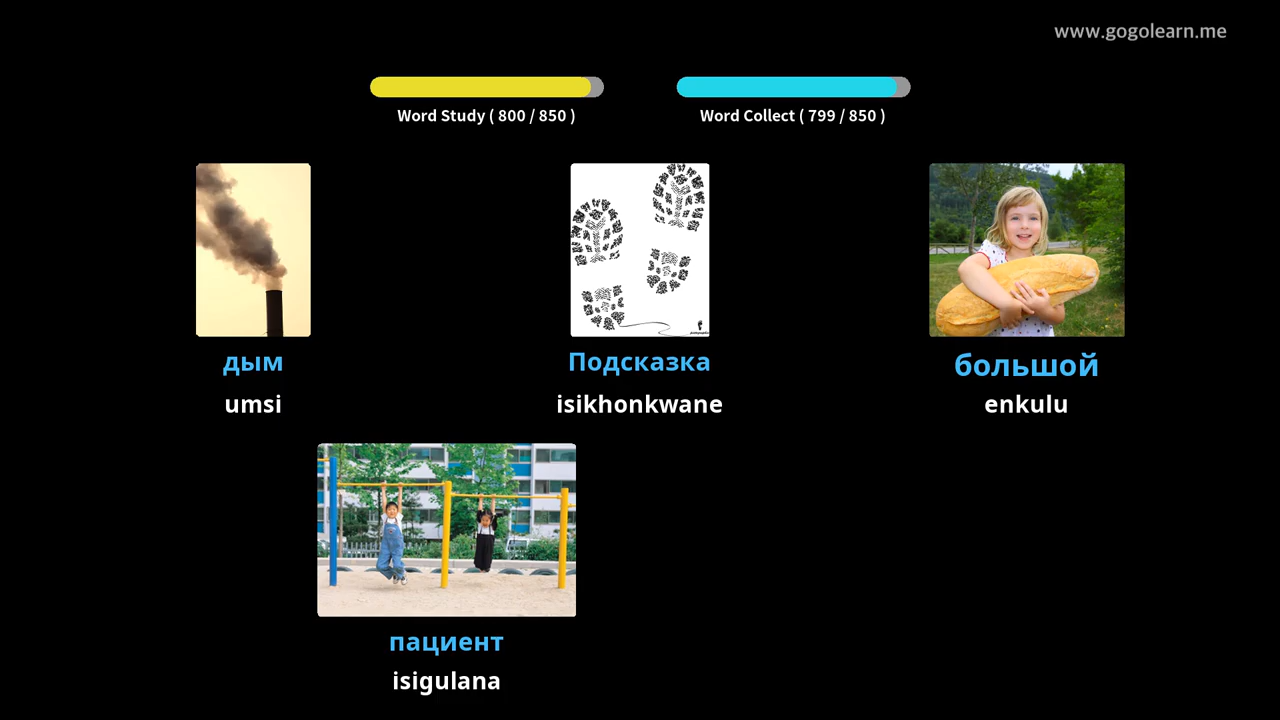 www.gogolearn.me
Word Study ( 800 / 850 )
Word Collect ( 799 / 850 )
дым
Подсказка
большой
umsi
isikhonkwane
enkulu
пациент
isigulana